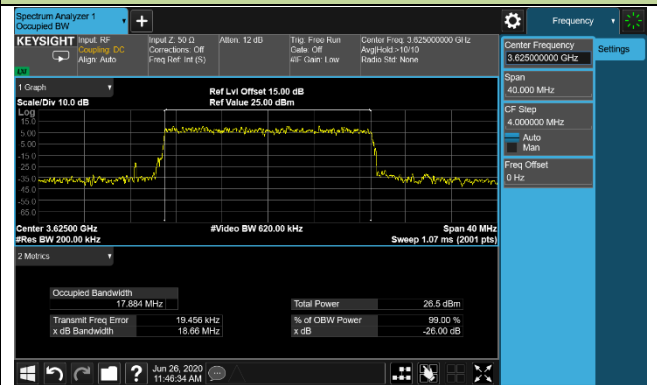 Spectrum Analyzer 1
Occupied BW
+
Frequency
KEYSIGHT
Input: RF
Coupling: DC
Align: Auto
Input Z: 50 Ω
Corrections: Off
Freq Ref: Int (S)
Atten: 12 dB
Trig: Free Run
Gate: Off
#IF Gain: Low
Center Freq: 3.625000000 GHz
Avg|Hold:>10/10
Radio Std: None
Center Frequency
3.625000000 GHz
Settings
Span
40.000 MHz
CF Step
4.000000 MHz
Auto
Man
Freq Offset
0 Hz
1 Graph
Scale/Div 10.0 dB
Ref Lvl Offset 15.00 dB
Ref Value 25.00 dBm
Log
15.0
5.00
-5.00
-15.0
-25.0
-35.0
-45.0
-55.0
-65.0
Center 3.62500 GHz
#Res BW 200.00 kHz
#Video BW 620.00 kHz
Span 40 MHz
Sweep 1.07 ms (2001 pts)
2 Metrics
Occupied Bandwidth
17.884 MHz
Total Power 26.5 dBm
Transmit Freq Error 19.456 kHz
% of OBW Power 99.00 %
x dB Bandwidth 18.66 MHz
x dB -26.00 dB
?
Jun 26, 2020
11:46:34 AM